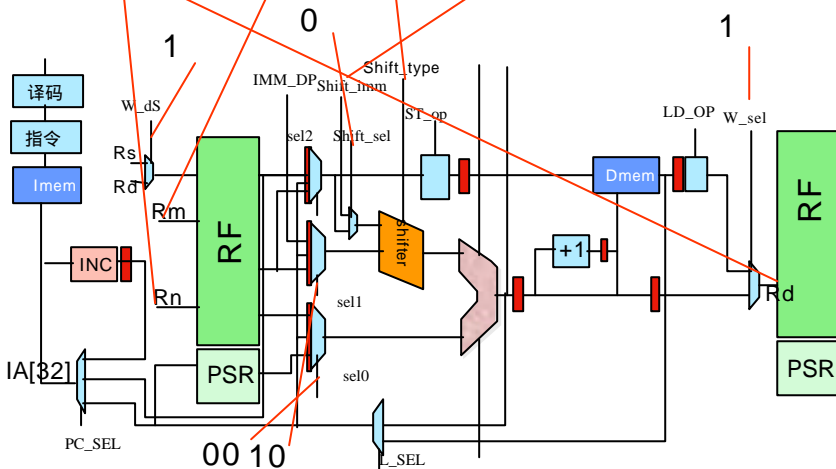 0
1
1
Shift_type
译码
IMM_DP
Shift_imm
W_dS
ST_op
LD_OP
W_sel
指令
sel2
Shift_sel
Rs
Rd
Imem
Dmem
RF
RF
Rm
shifter
INC
+1
Rn
Rd
sel1
IA[32]
PSR
sel0
PSR
PC_SEL
00
10
L_SEL